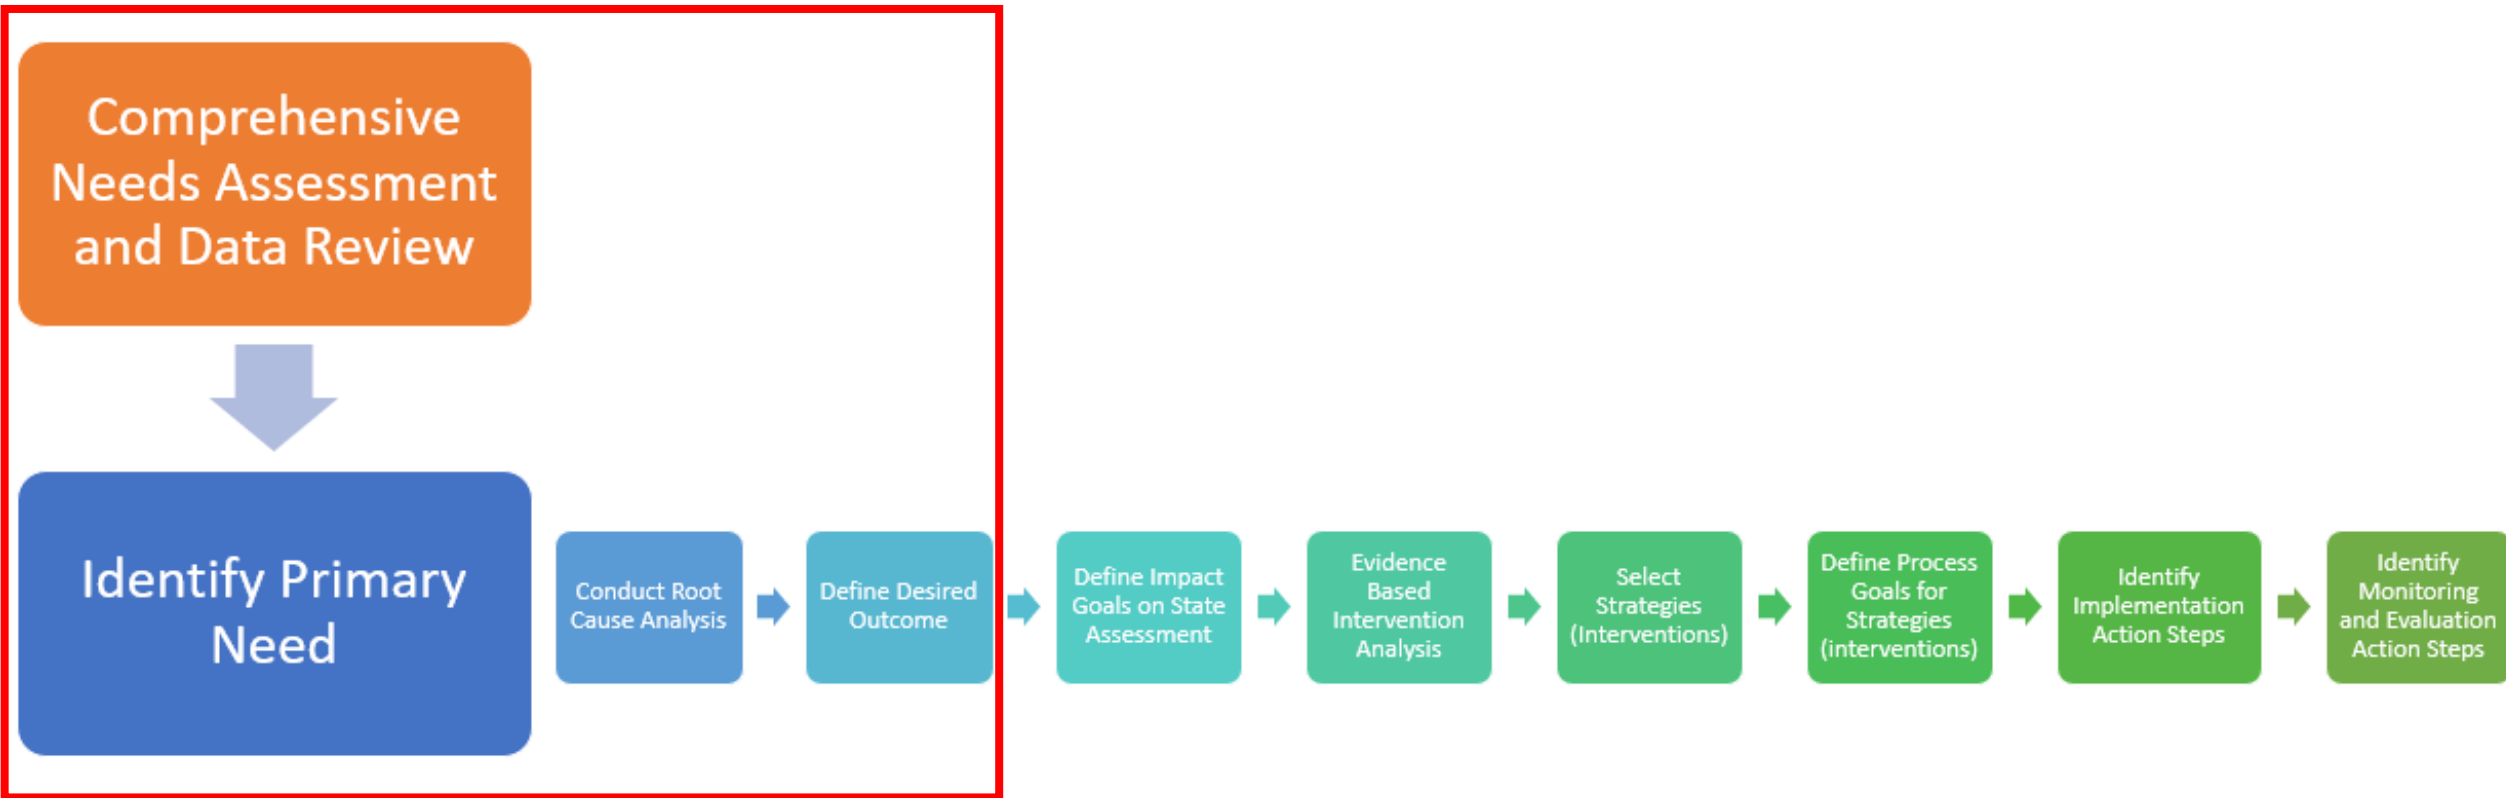 Comprehensive
Needs Assessment
and Data Review
Identify Primary
Need
Conduct Root
Cause Analysis
Define Desired
Outcome
Define Impact
Goals on State
Assessment
Evidence
Based
Intervention
Analysis
Select
Strategies
(Interventions)
Define Process
Goals for
Strategies
(interventions)
Identify
Implementation
Action Steps
Identify
Monitoring
and Evaluation
Action Steps